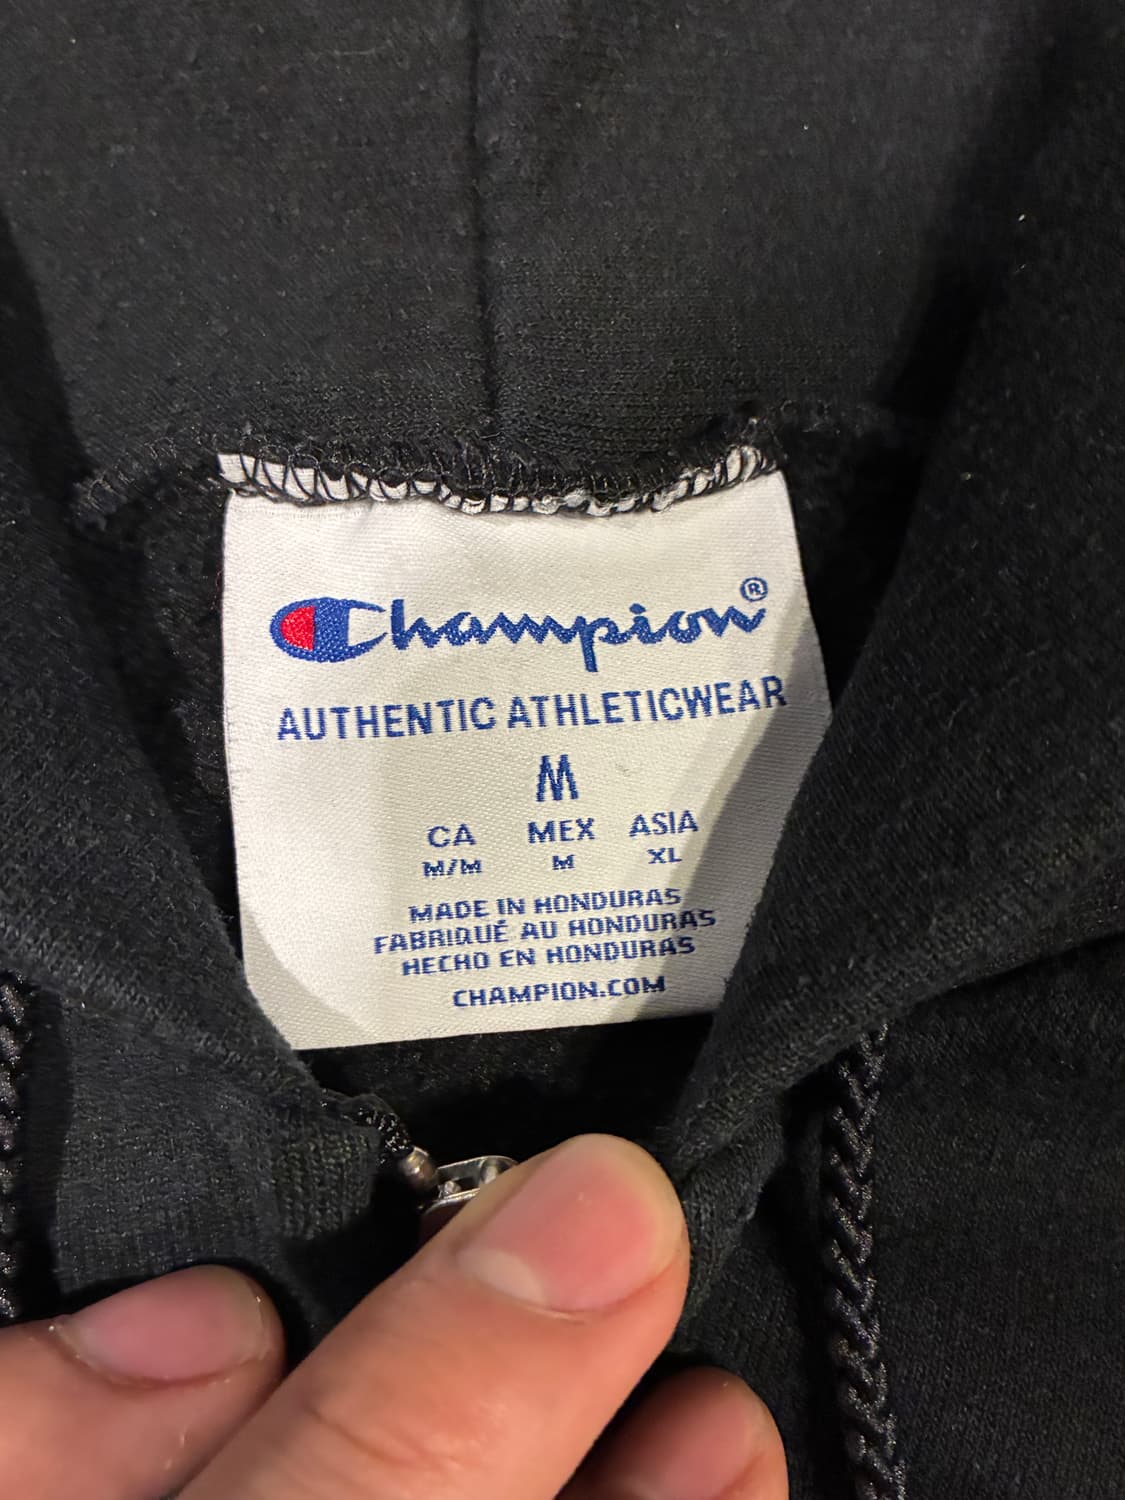 Champion®
AUTHENTIC ATHLETICWEAR
M
CA MEX ASIA
M/M M XL
MADE IN HONDURAS
FABRIQUÉ AU HONDURAS
HECHO EN HONDURAS
CHAMPION.COM